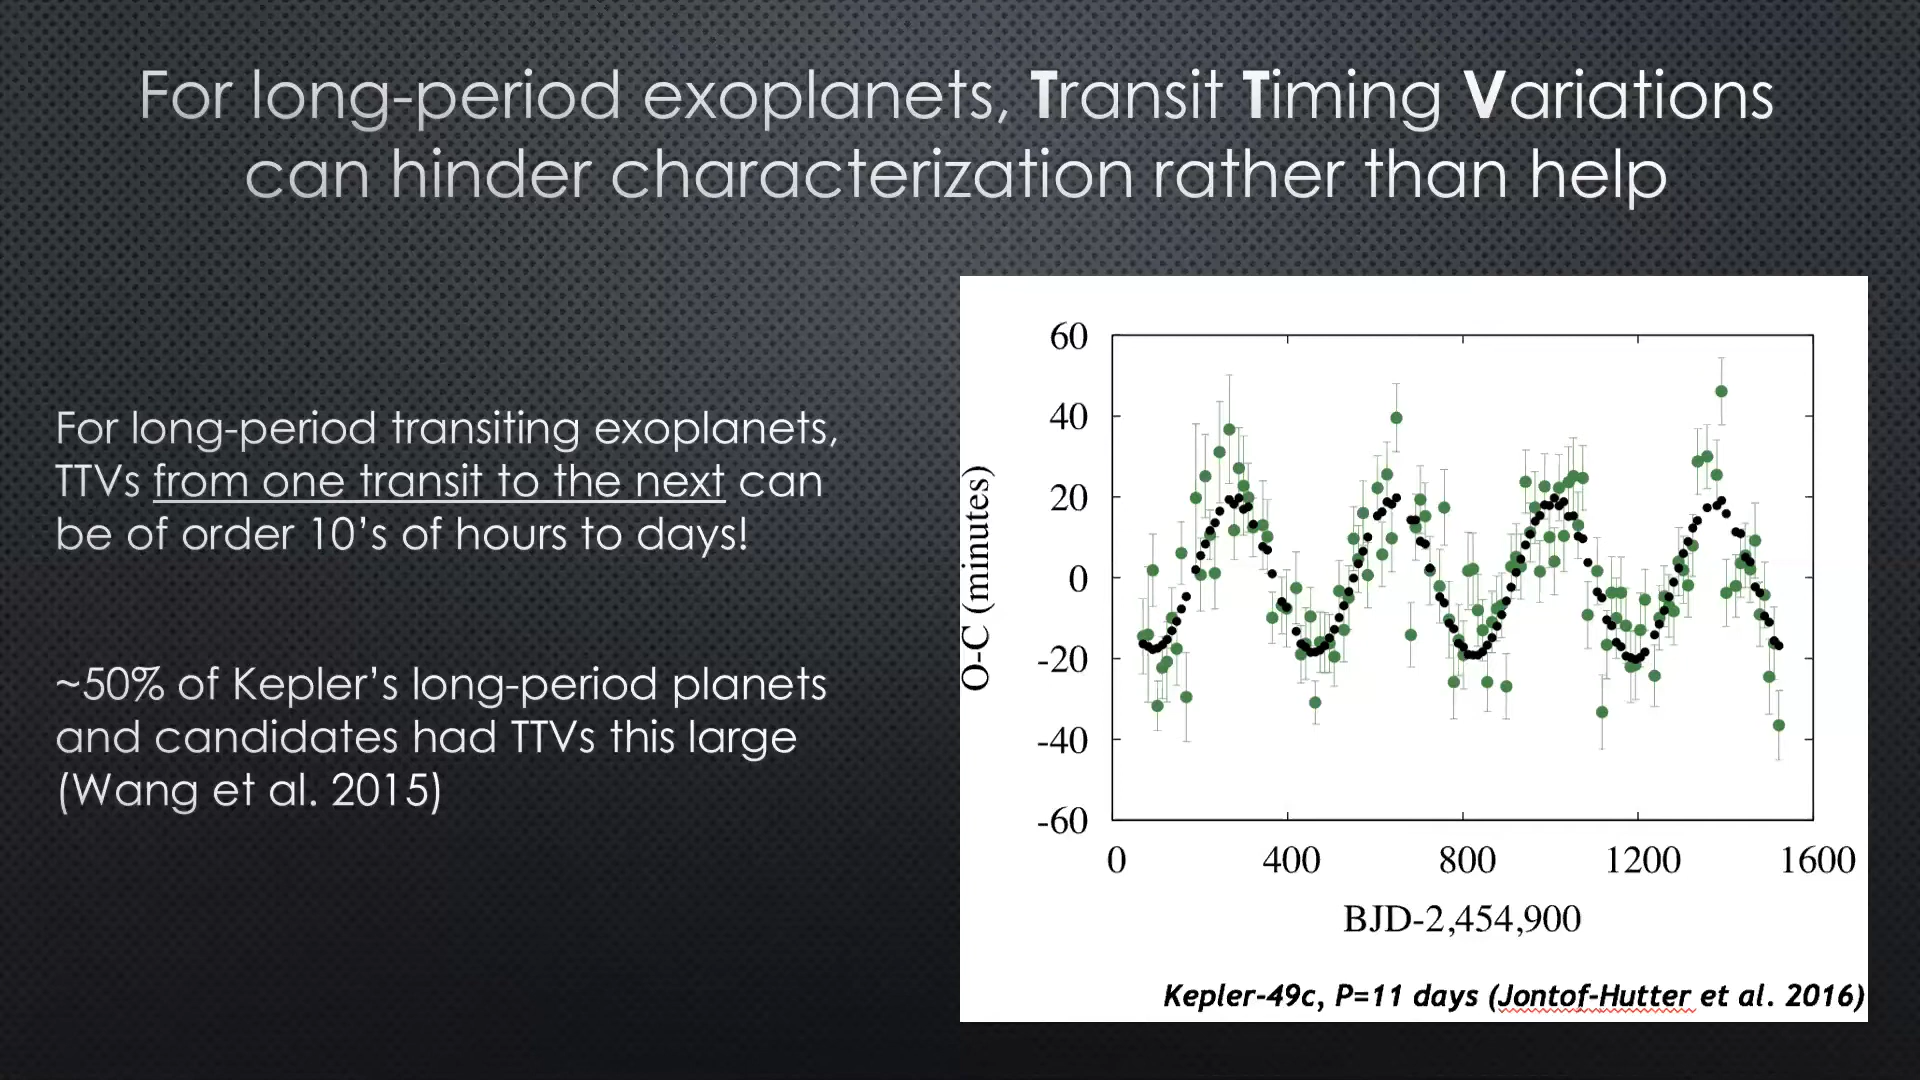 For long-period exoplanets, Transit Timing Variations
can hinder characterization rather than help
For long-period transiting exoplanets,
TTVs from one transit to the next can
be of order 10's of hours to days!
~50% of Kepler's long-period planets
and candidates had TTVs this large
(Wang et al. 2015)
O-C (minutes)
60
40
20
0
-20
-40
-60
0 400 800 1200 1600
BJD-2,454,900
Kepler-49c, P=11 days (Jontof-Hutter et al. 2016)